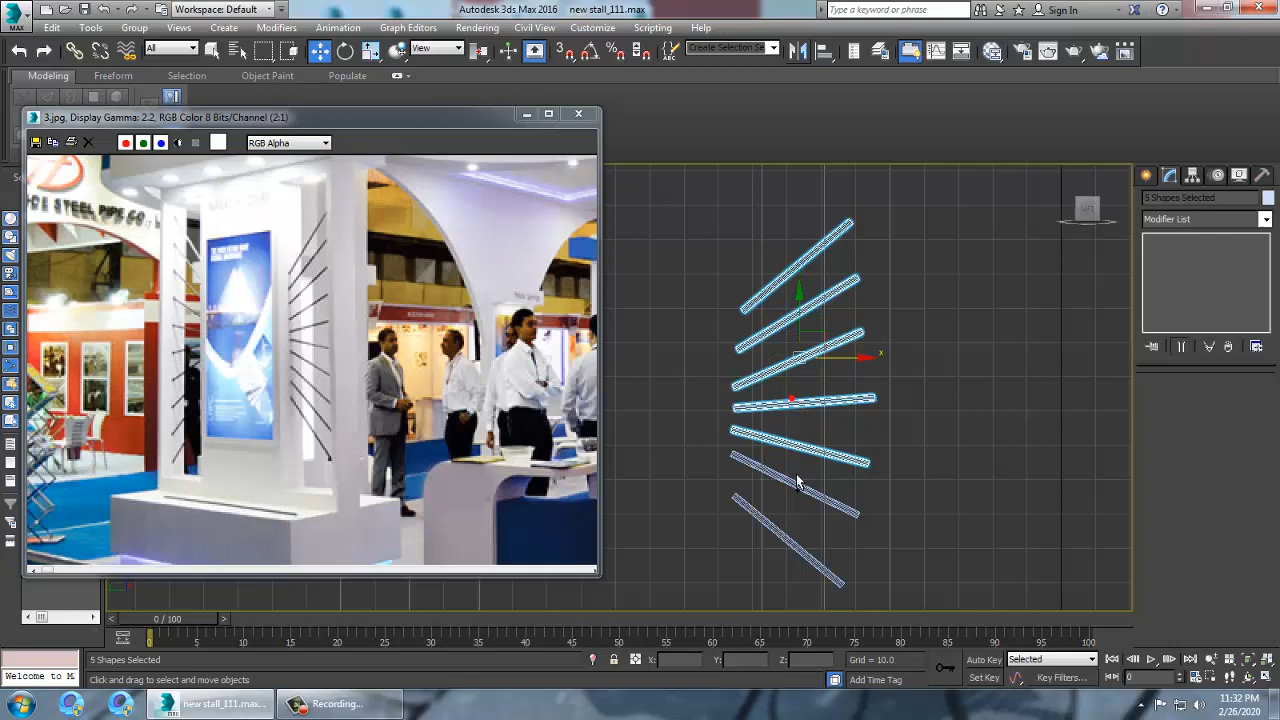 Workspace: Default
Autodesk 3ds Max 2016
new stall_111.max
Type a keyword or phrase
Sign In
MAX
Edit
Tools
Group
Views
Create
Modifiers
Animation
Graph Editors
Rendering
Civil View
Customize
Scripting
Help
All
View
Create Selection Se
Modeling
Freeform
Selection
Object Paint
Populate
3.jpg, Display Gamma: 2.2, RGB Color 8 Bits/Channel (2:1)
RGB Alpha
STEEL PIPE CO
5 Shapes Selected
Modifier List
0 / 100
0
5
10
15
20
25
30
35
40
45
50
55
60
65
70
75
80
85
90
95
100
5 Shapes Selected
X:
Y:
Z:
Grid = 10.0
Auto Key
Selected
Welcome to M
Click and drag to select and move objects
Add Time Tag
Set Key
Key Filters...
0
new stall_111.max...
Recording...
11:32 PM
2/26/2020